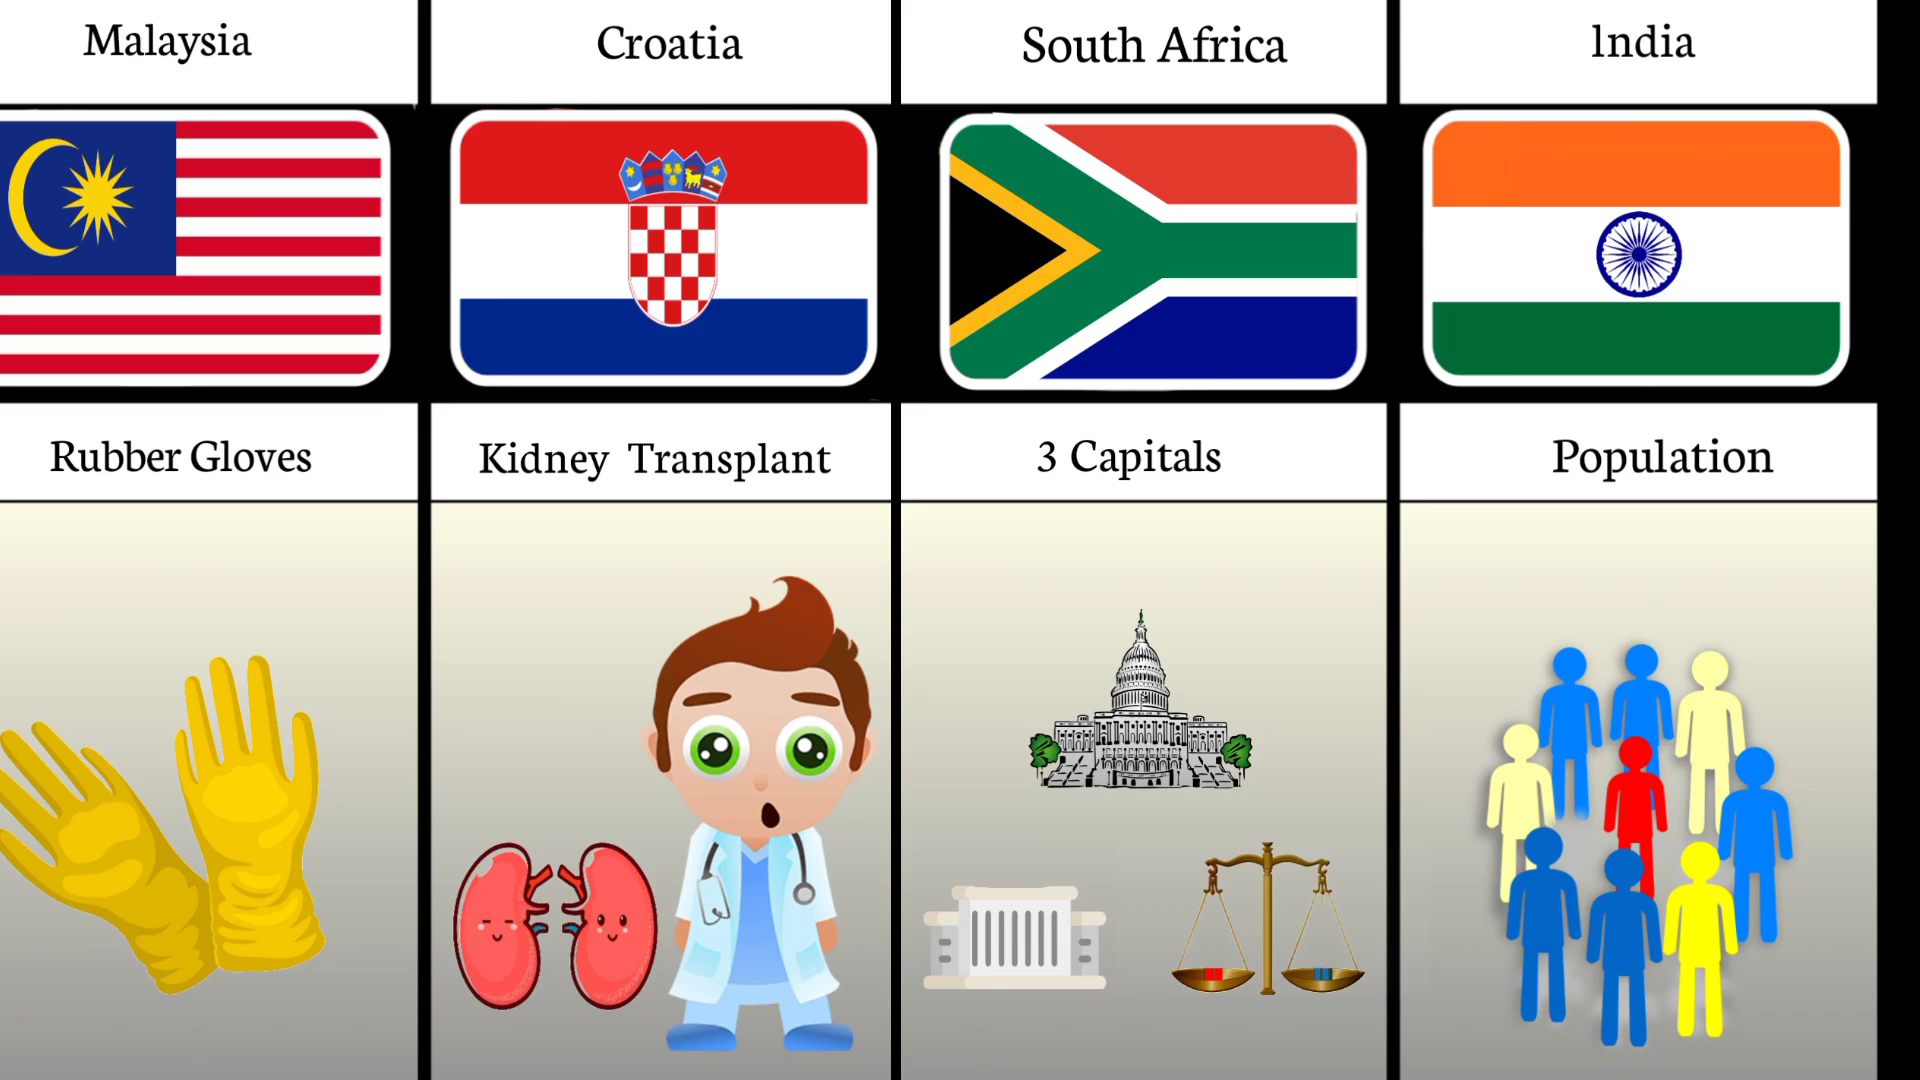 Malaysia
Croatia
South Africa
India
Rubber Gloves
Kidney Transplant
3 Capitals
Population